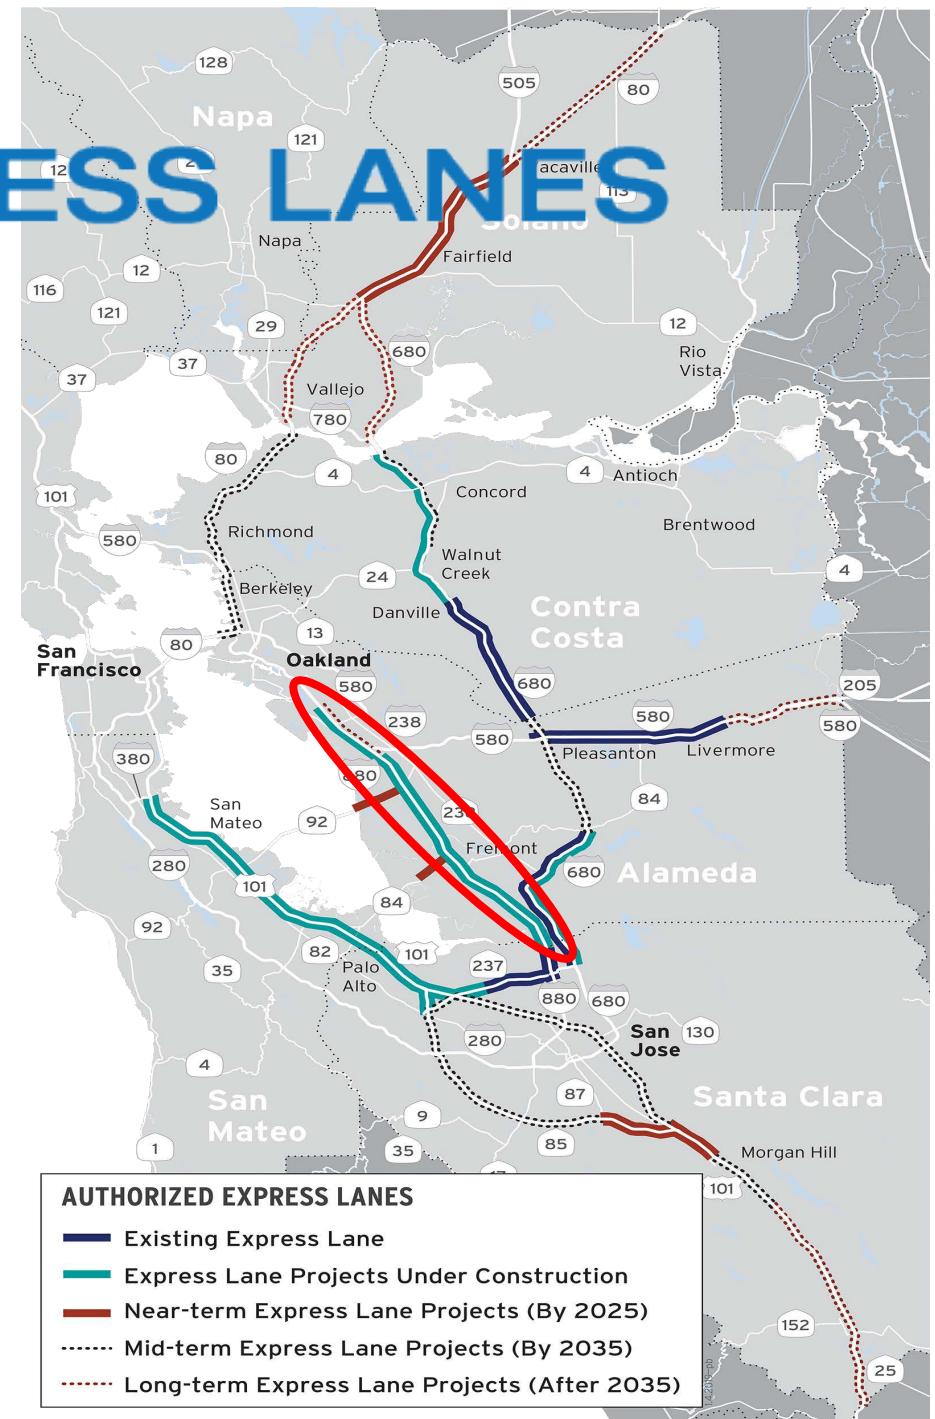 128
505
80
Napa
121
ESS LANES
12
acaville
113
Solano
Napa
Fairfield
12
116
121
29
12
680
Rio
Vista
37
37
Vallejo
780
80
4
4
Antioch
101
Concord
Richmond
Brentwood
580
Walnut
Creek
24
4
Berkeley
Danville
Contra
Costa
13
80
San
Francisco
Oakland
580
680
205
238
580
580
580
Pleasanton
Livermore
380
880
San
Mateo
92
238
84
Fremont
280
680
Alameda
101
84
92
82
101
35
Palo
Alto
237
880
680
San
Jose
130
280
4
87
Santa Clara
San
Mateo
9
85
35
1
Morgan Hill
17
101
AUTHORIZED EXPRESS LANES
Existing Express Lane
Express Lane Projects Under Construction
Near-term Express Lane Projects (By 2025)
Mid-term Express Lane Projects (By 2035)
Long-term Express Lane Projects (After 2035)
152
25